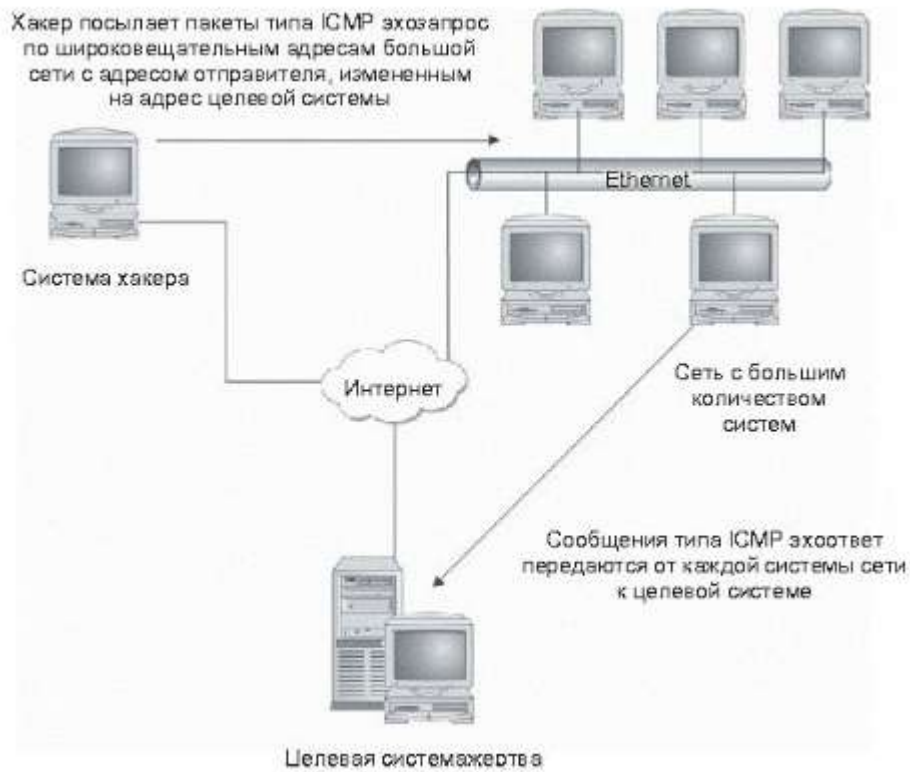 Хакер посылает пакеты типа ICMP эхозапрос
по широковещательным адресам большой
сети с адресом отправителя, измененным
на адрес целевой системы
Ethernet
Система хакера
Интернет
Сеть с большим
количеством
систем
Сообщения типа ICMP эхоответ
передаются от каждой системы сети
к целевой системе
Целевая системажертва